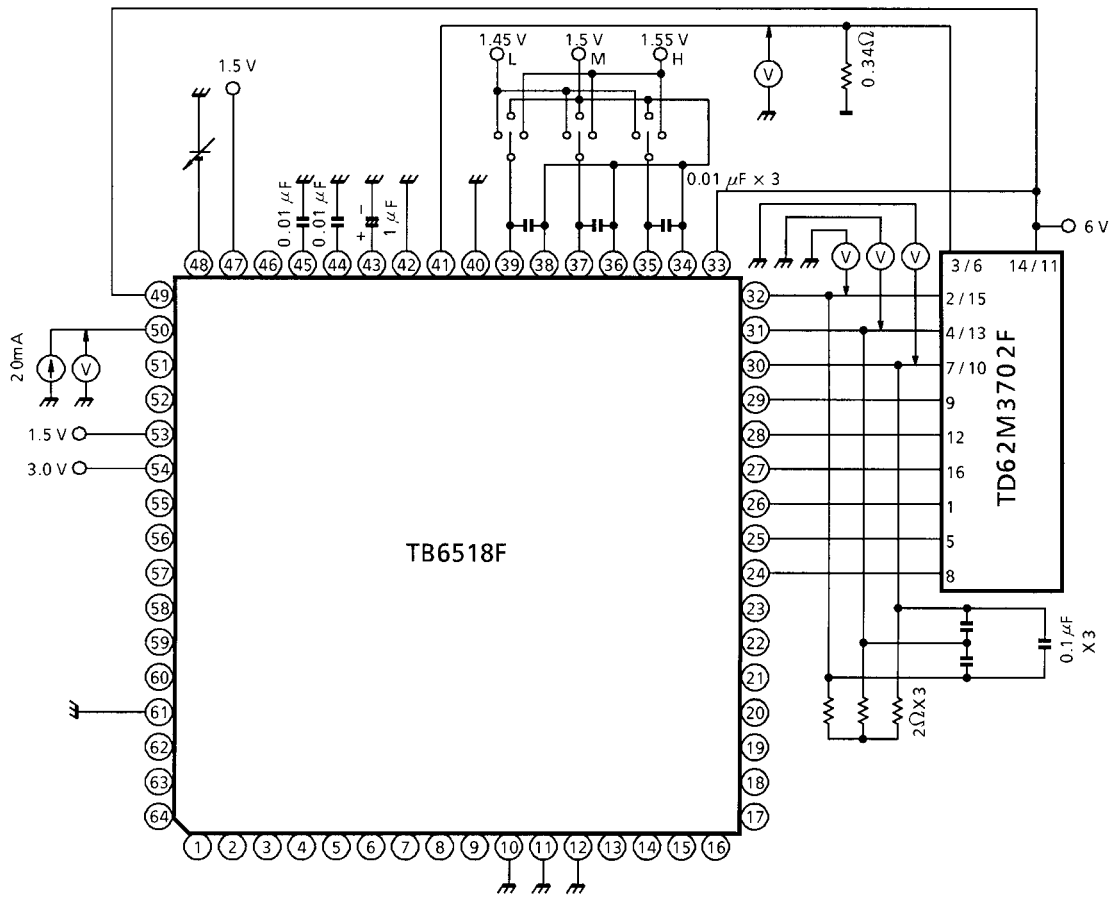 1.45 V 1.5 V 1.55 V
L M H
1.5 V
V
0.34Ω
0.01 μF
0.01 μF
+ −
1 μF
0.01 μF × 3
6 V
48 47 46 45 44 43 42 41 40 39 38 37 36 35 34 33
V V V
3 / 6 14 / 11
49 32 2 / 15
50 31 4 / 13
20mA
V
51 30 7 / 10
52 29 9
1.5 V 53 28 12
3.0 V 54 27 16
55 26 1
56 25 5
57 24 8
TD62M3702F
TB6518F
58 23
59 22
60 21
61 20
62 19
63 18
64 17
0.1 μF
X3
2ΩX3
1 2 3 4 5 6 7 8 9 10 11 12 13 14 15 16